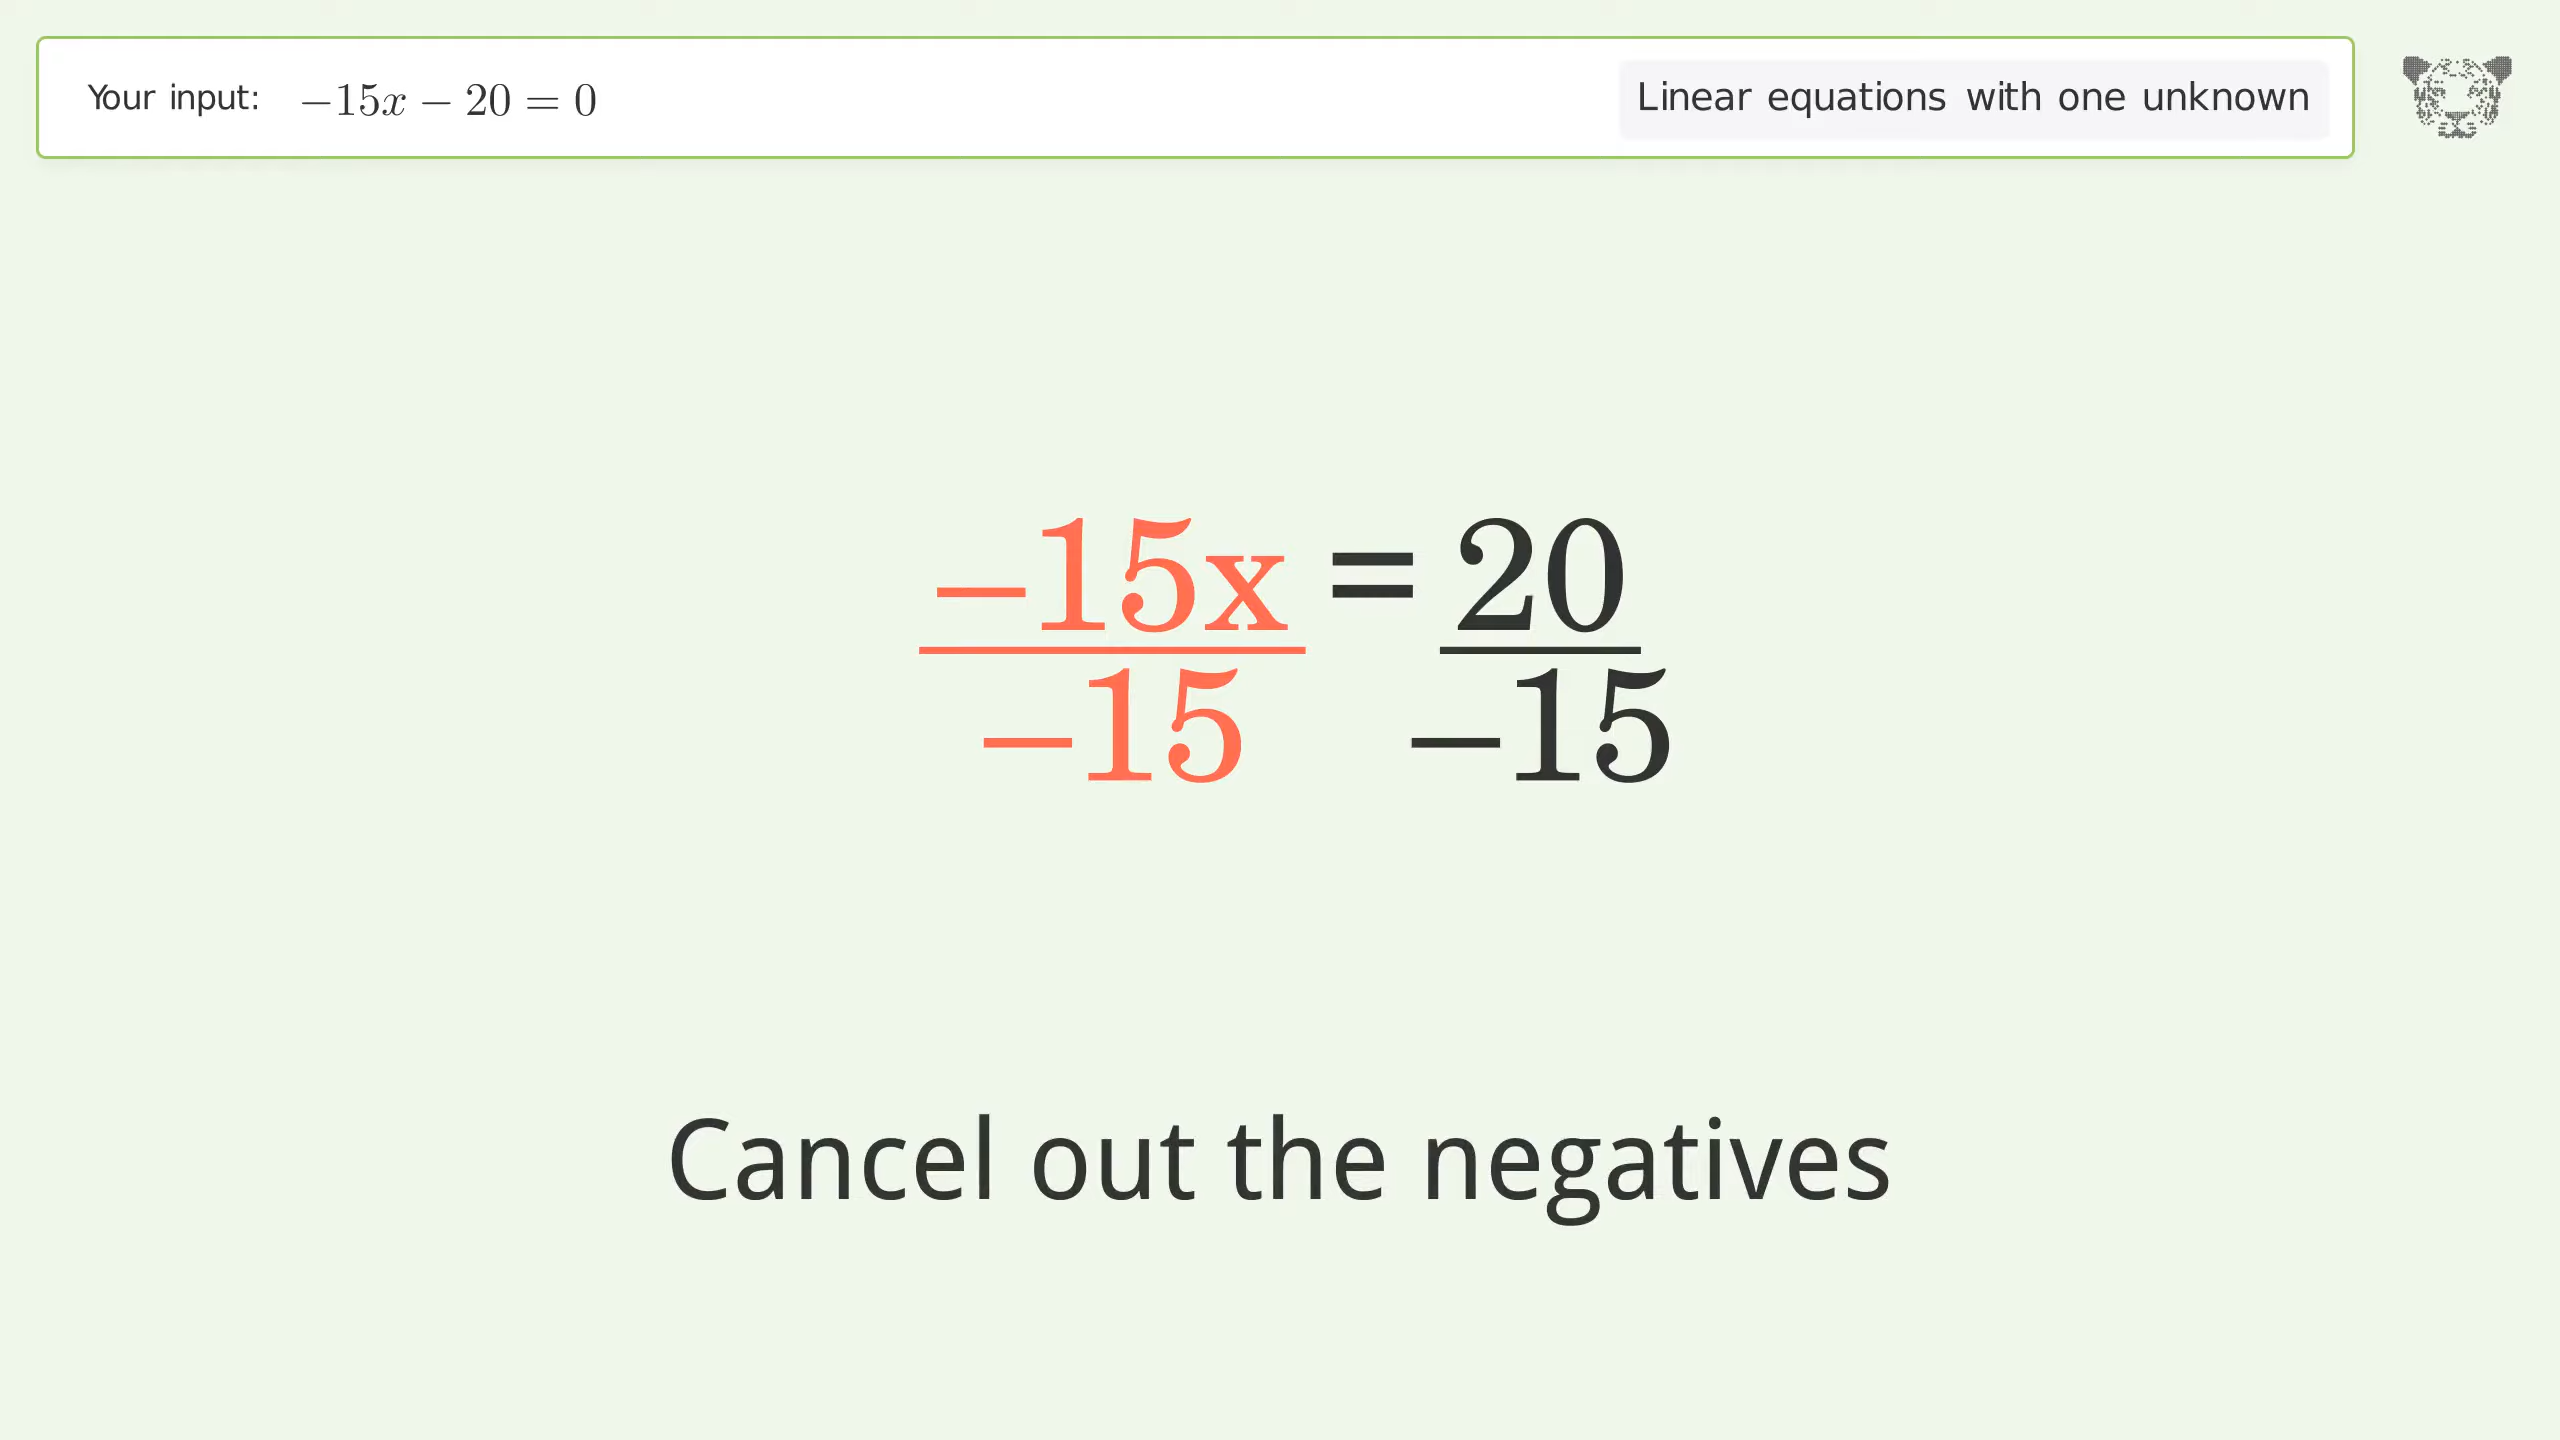 Your input: −15x − 20 = 0
Linear equations with one unknown
−15x = 20
−15 −15
Cancel out the negatives